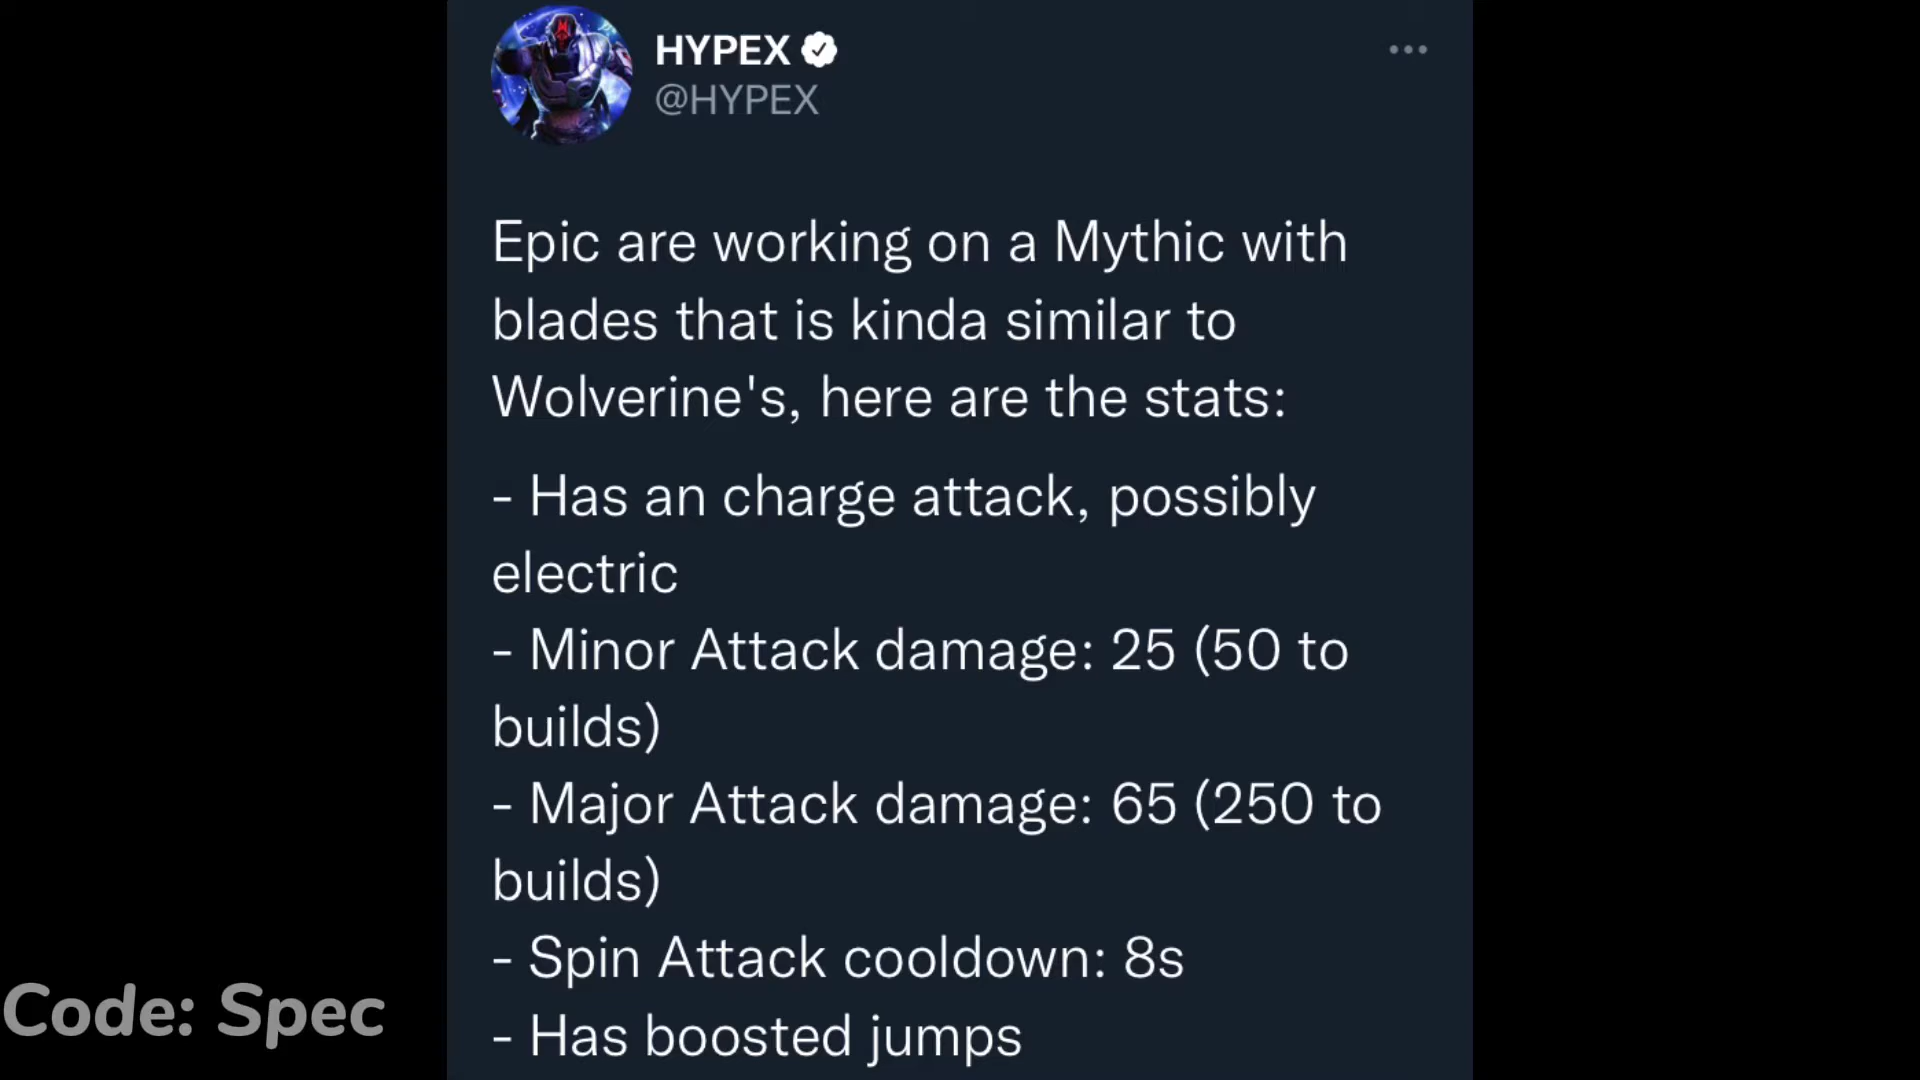 HYPEX
@HYPEX
Epic are working on a Mythic with
blades that is kinda similar to
Wolverine's, here are the stats:
- Has an charge attack, possibly
electric
- Minor Attack damage: 25 (50 to
builds)
- Major Attack damage: 65 (250 to
builds)
- Spin Attack cooldown: 8s
- Has boosted jumps
Code: Spec